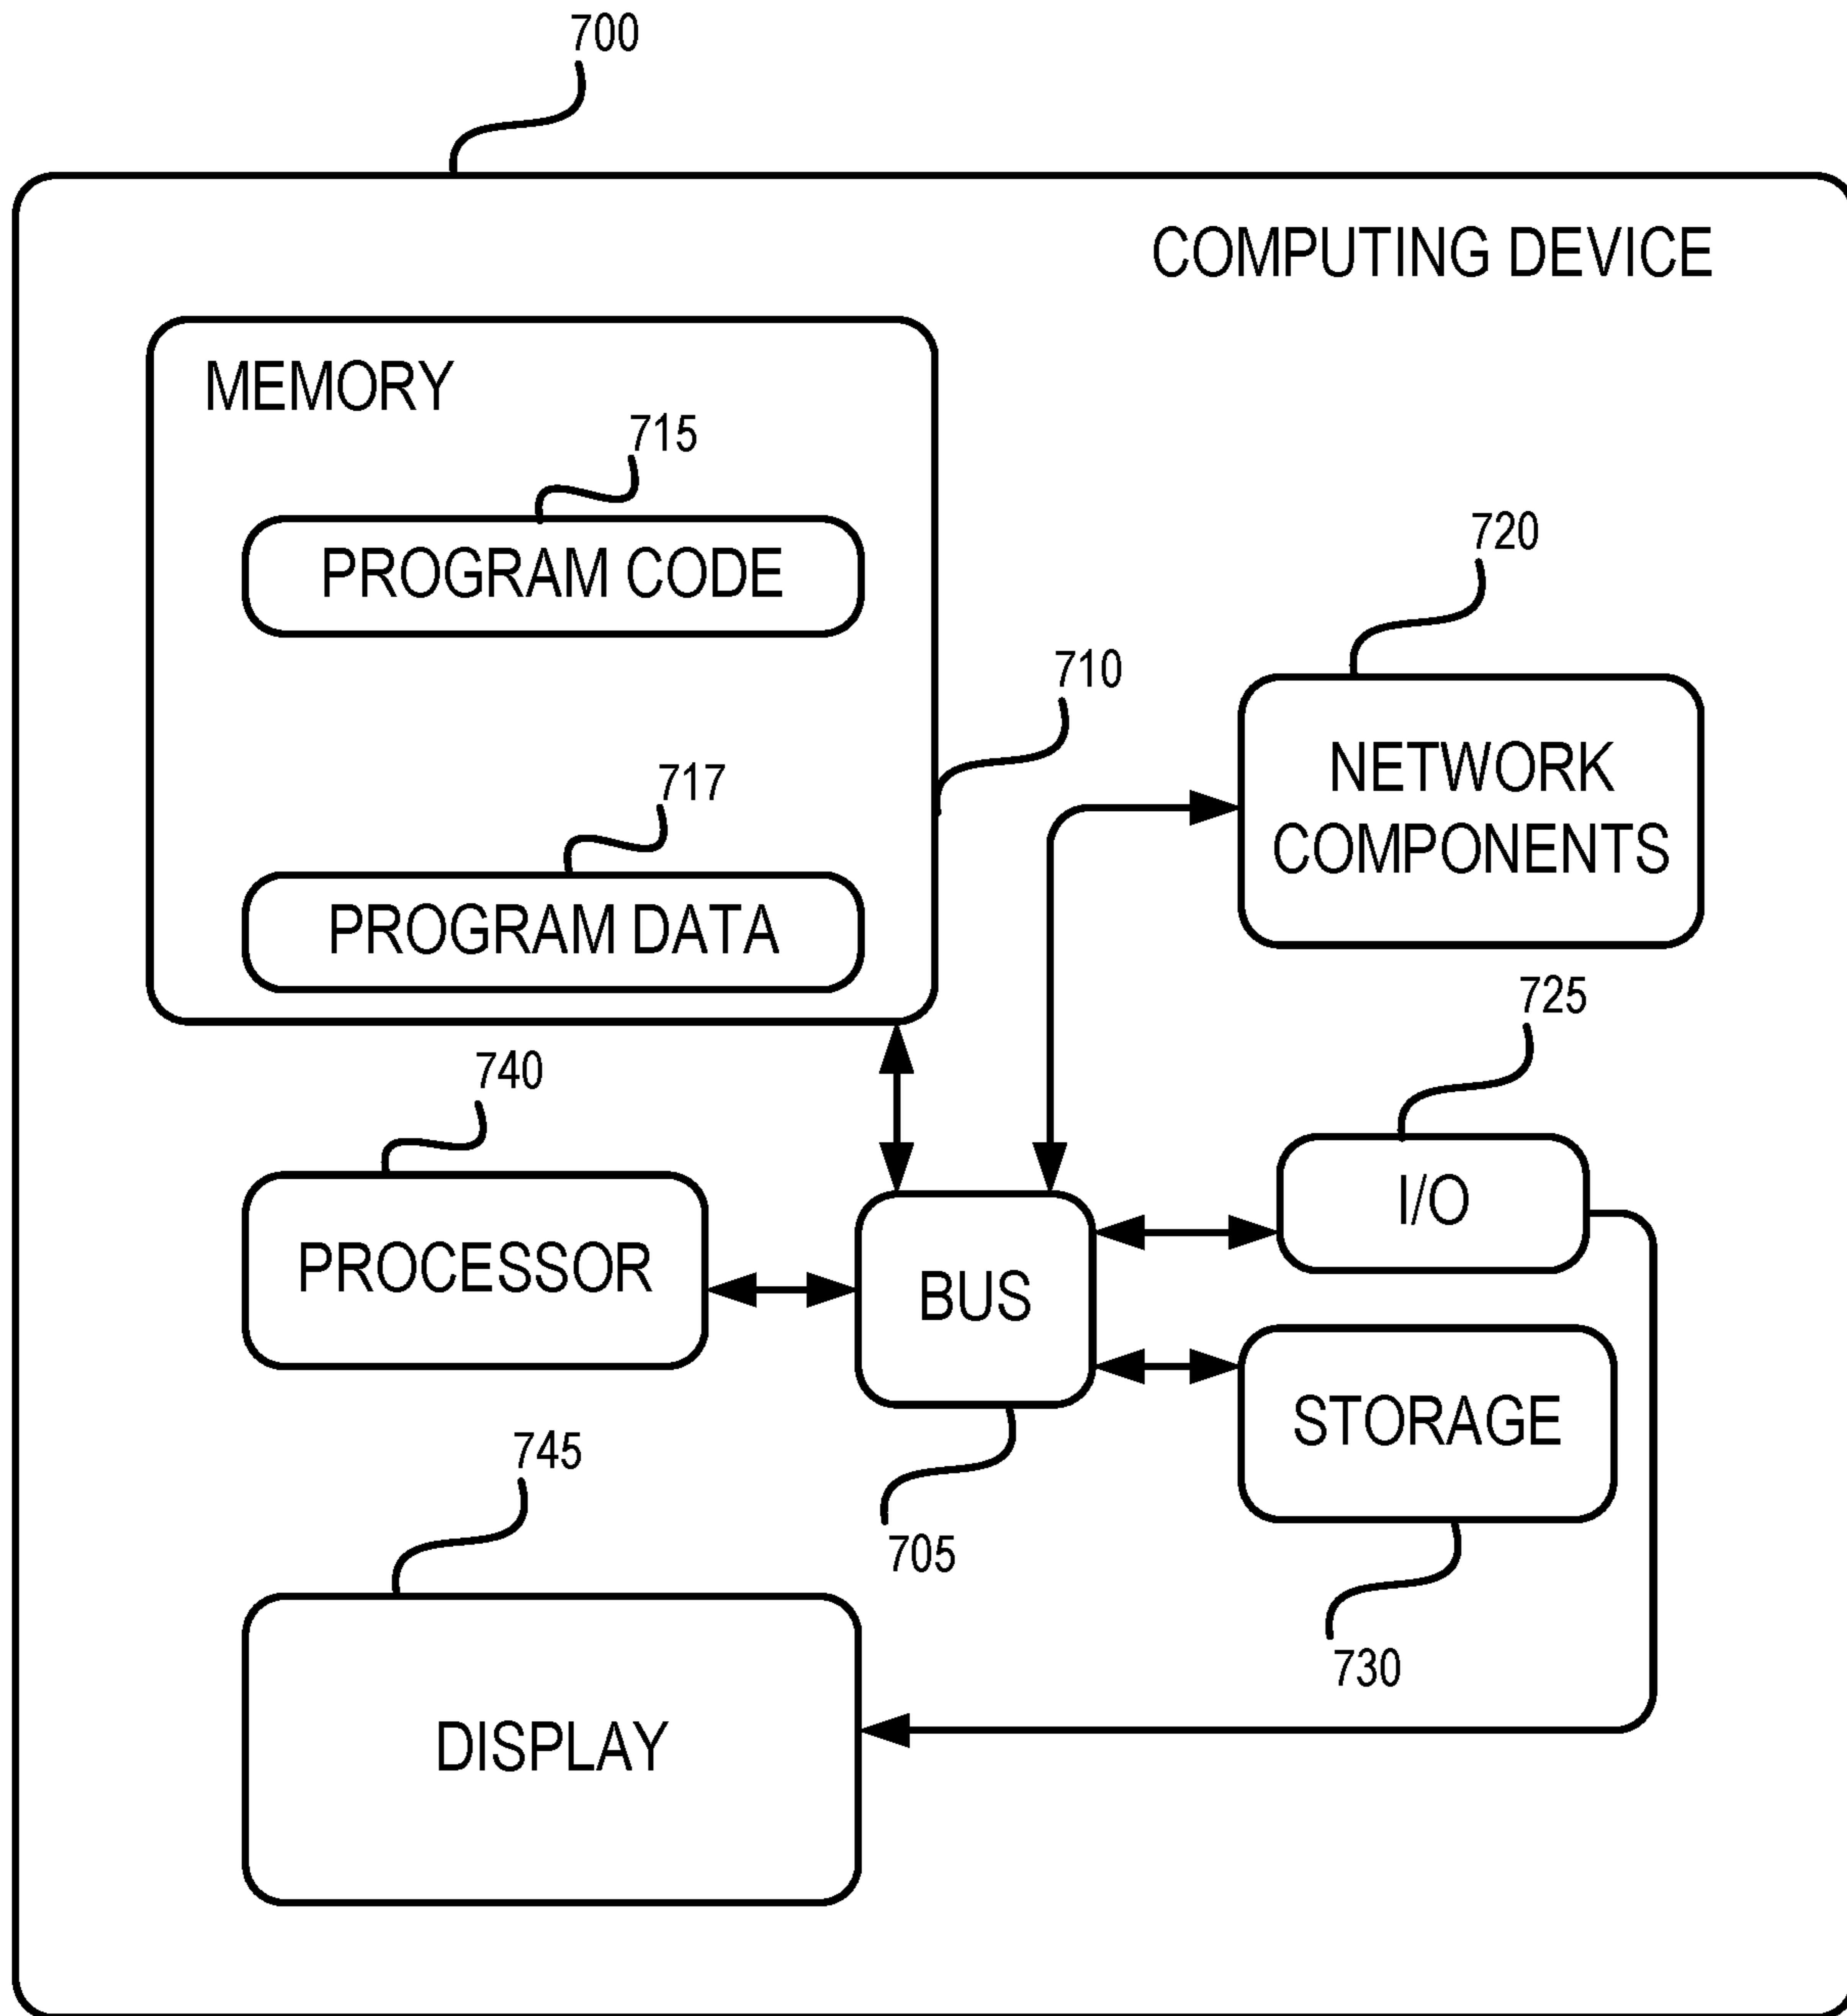 700
COMPUTING DEVICE
MEMORY
715
PROGRAM CODE
717
PROGRAM DATA
710
720
NETWORK
COMPONENTS
725
I/O
740
PROCESSOR
BUS
705
STORAGE
730
745
DISPLAY